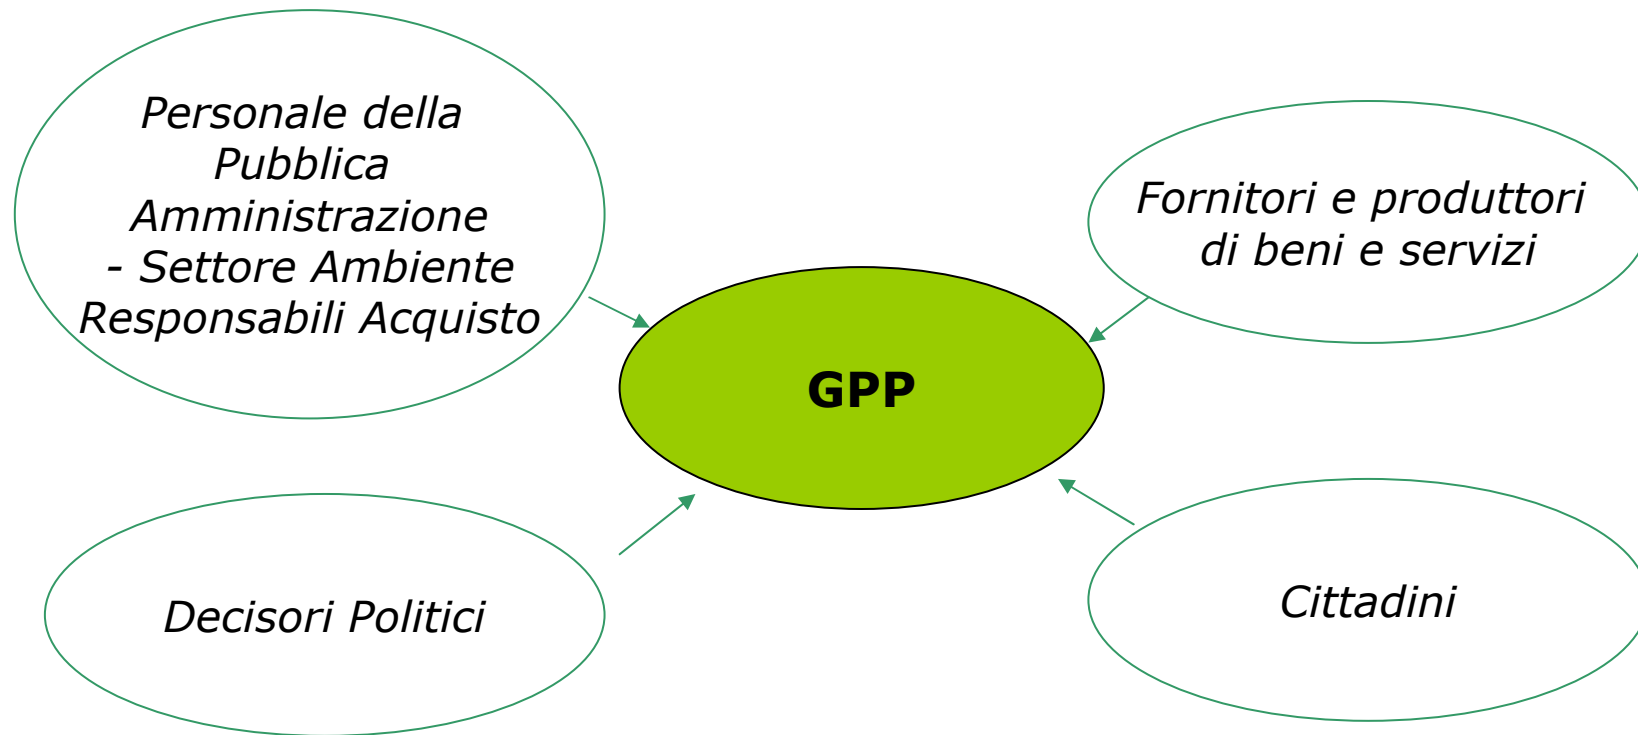 Personale della
Pubblica
Amministrazione
- Settore Ambiente
Responsabili Acquisto
Fornitori e produttori
di beni e servizi
GPP
Decisori Politici
Cittadini